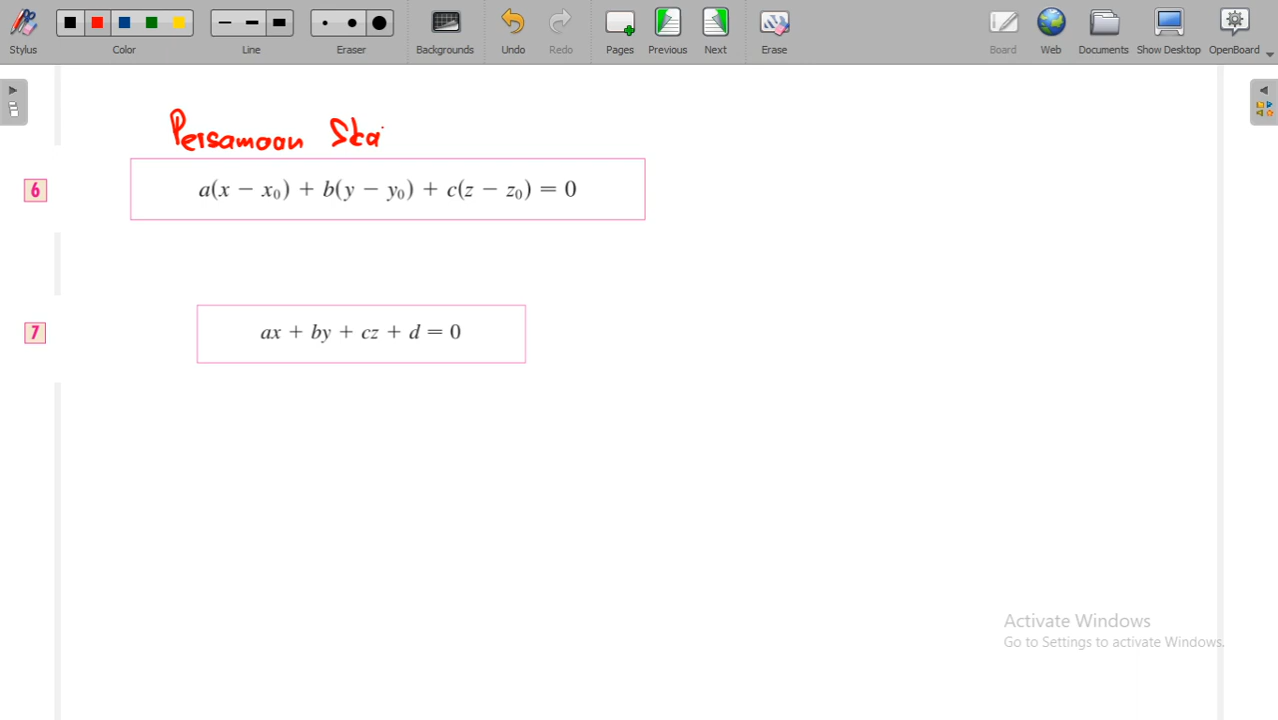 Stylus Color Line Eraser Backgrounds Undo Redo Pages Previous Next Erase Board Web Documents Show Desktop OpenBoard
Persamaan Ska
6 a(x − x₀) + b(y − y₀) + c(z − z₀) = 0
7 ax + by + cz + d = 0
Activate Windows
Go to Settings to activate Windows.